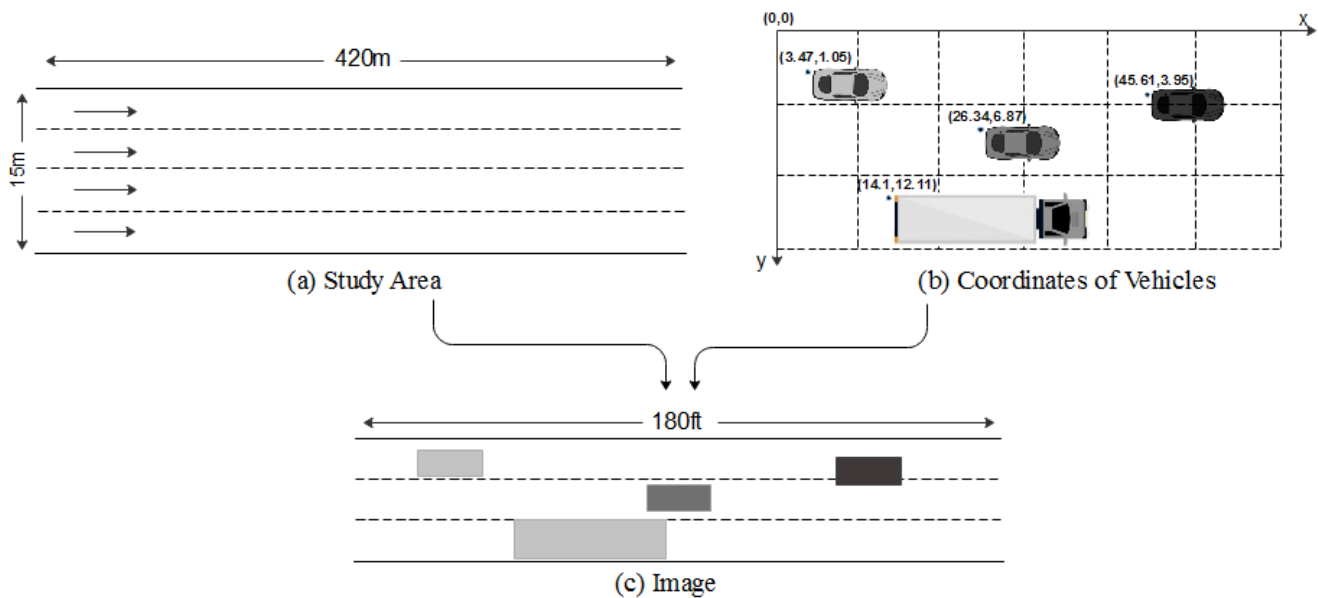 420m
15m
(a) Study Area
(0,0)
x
(3.47,1.05)
(45.61,3.95)
(26.34,6.87)
(14.1,12.11)
y
(b) Coordinates of Vehicles
180ft
(c) Image